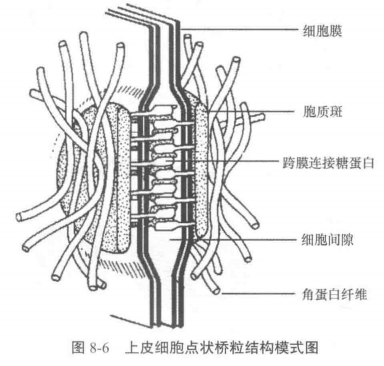 细胞膜
胞质斑
跨膜连接糖蛋白
细胞间隙
角蛋白纤维
图 8-6 上皮细胞点状桥粒结构模式图